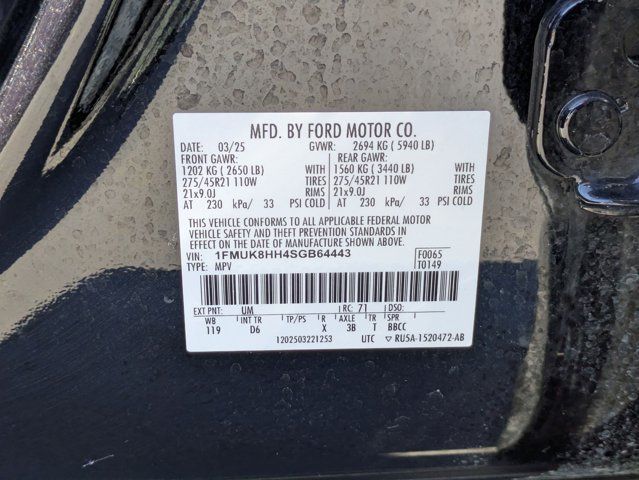 MFD. BY FORD MOTOR CO.
DATE: 03/25 GVWR: 2694 KG ( 5940 LB)
FRONT GAWR: REAR GAWR:
1202 KG ( 2650 LB) WITH 1560 KG ( 3440 LB) WITH
275/45R21 110W TIRES 275/45R21 110W TIRES
21x9.0J RIMS 21x9.0J RIMS
AT 230 kPa/ 33 PSI COLD AT 230 kPa/ 33 PSI COLD
THIS VEHICLE CONFORMS TO ALL APPLICABLE FEDERAL MOTOR
VEHICLE SAFETY AND THEFT PREVENTION STANDARDS IN
EFFECT ON THE DATE OF MANUFACTURE SHOWN ABOVE.
VIN: 1FMUK8HH4SGB64443 F0065
TYPE: MPV T0149
EXT PNT: UM RC: 71 DSO:
WB INT TR TP/PS R AXLE TR SPR
119 D6 X 3B T BBCC
1202503221253 UTC ▽ RU5A-1520472-AB